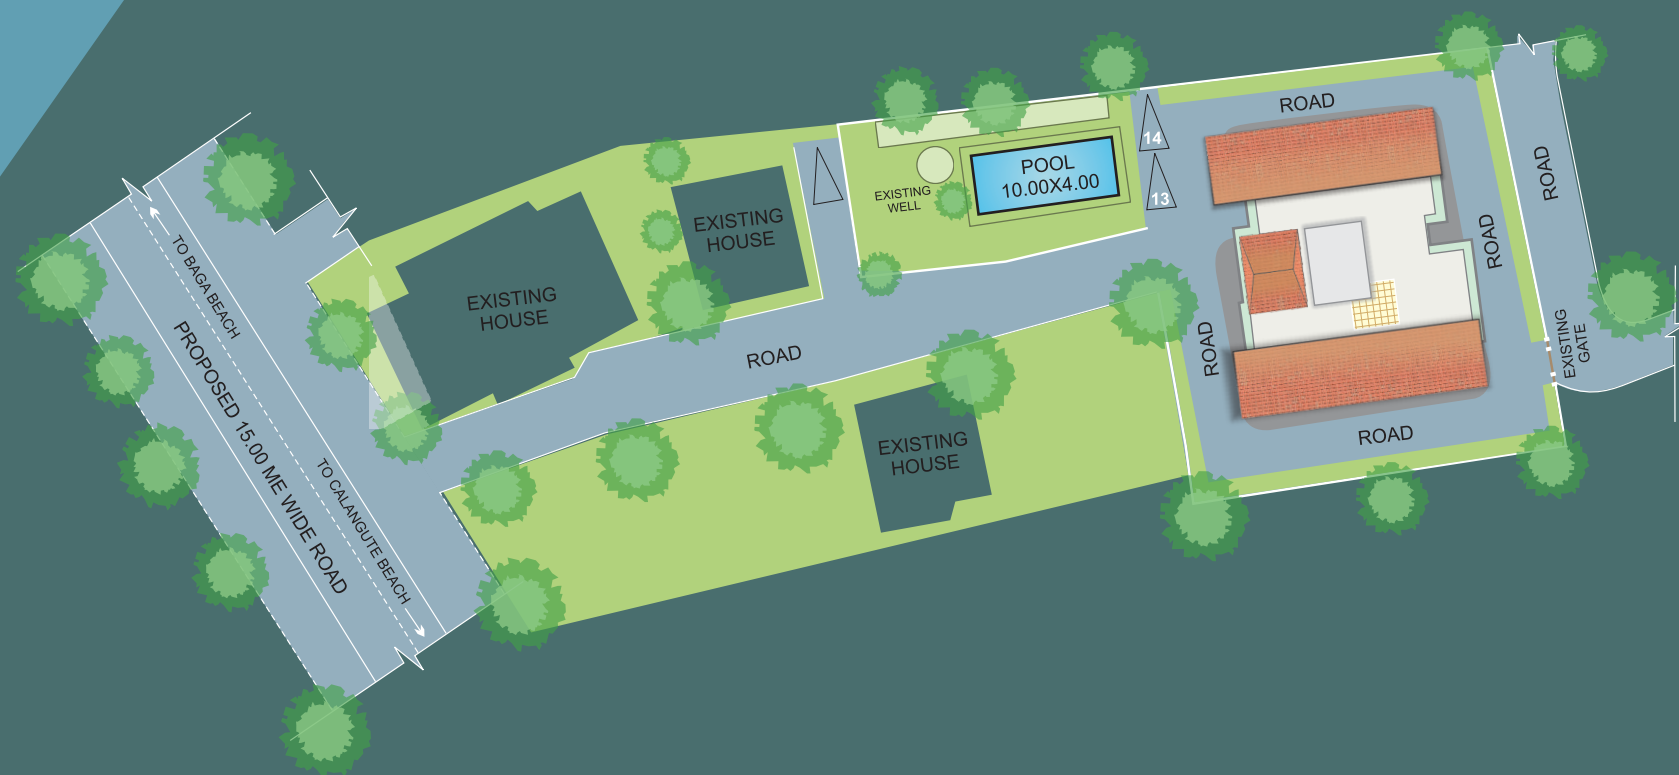 TO BAGA BEACH
PROPOSED 15.00 ME WIDE ROAD
TO CALANGUTE BEACH
EXISTING
HOUSE
EXISTING
HOUSE
EXISTING
WELL
POOL
10.00X4.00
14
13
ROAD
EXISTING
HOUSE
ROAD
ROAD
ROAD
ROAD
ROAD
EXISTING
GATE